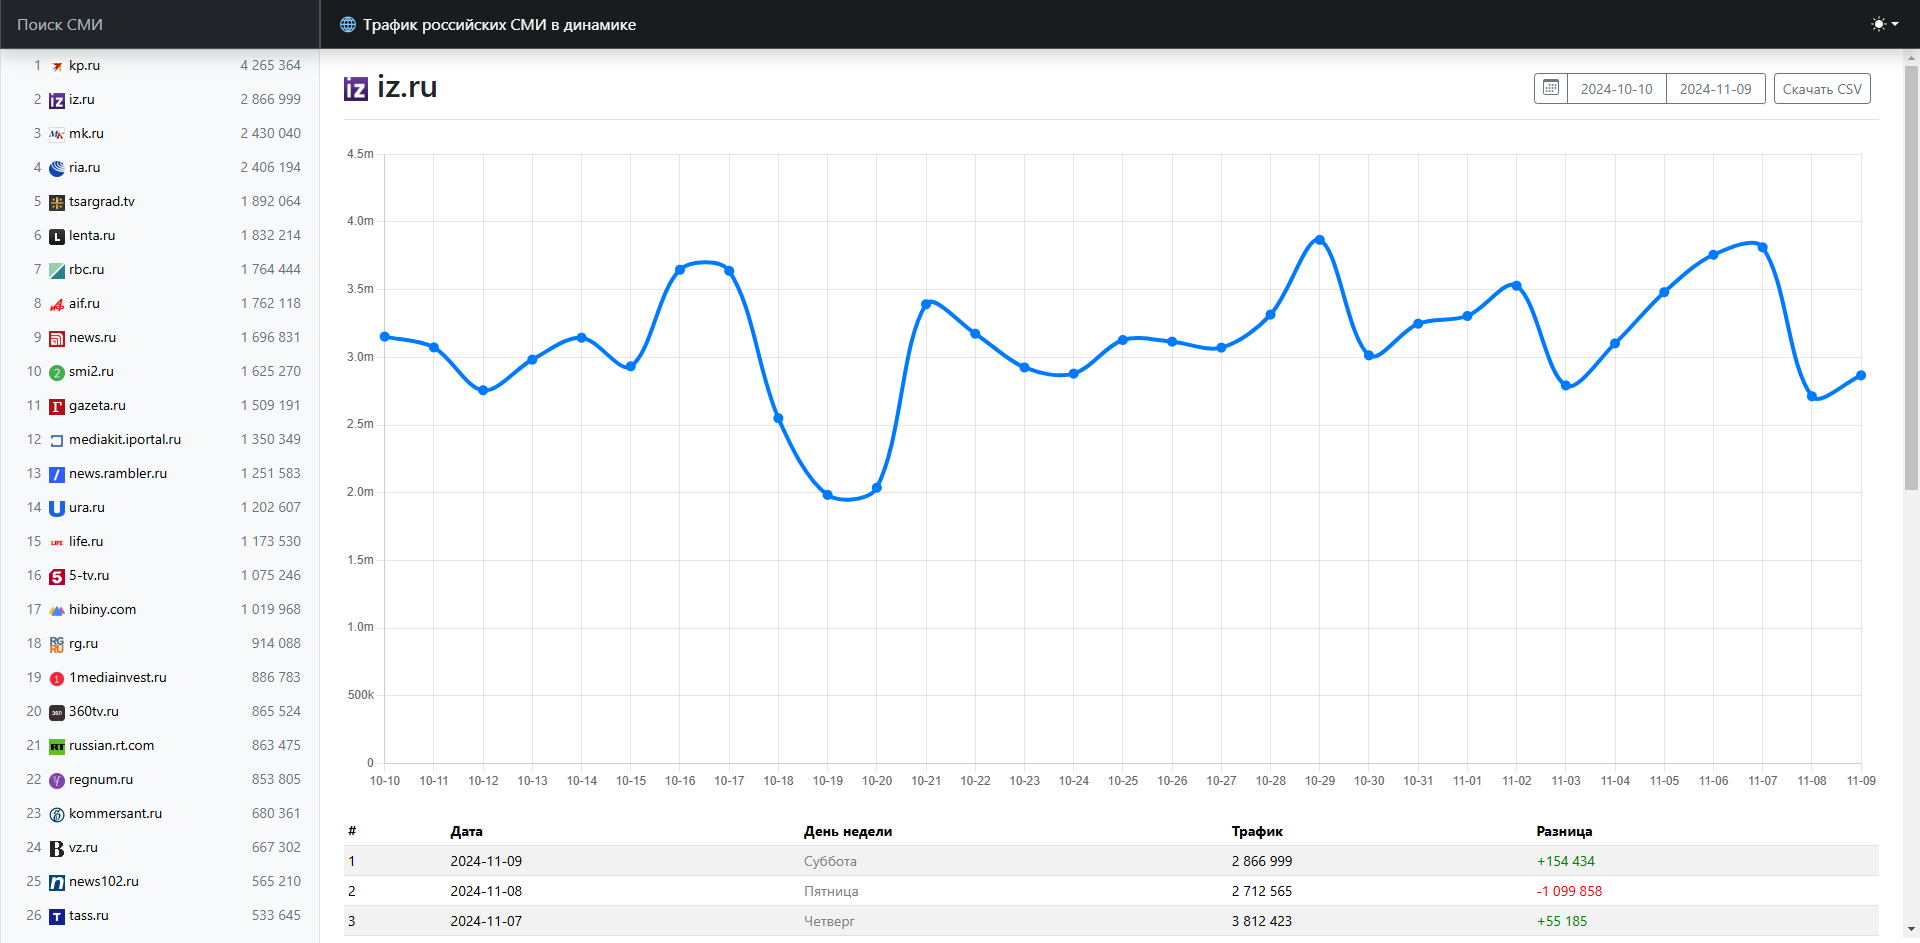 Поиск СМИ
Трафик российских СМИ в динамике
1 kp.ru 4 265 364
2 iz.ru 2 866 999
3 mk.ru 2 430 040
4 ria.ru 2 406 194
5 tsargrad.tv 1 892 064
6 lenta.ru 1 832 214
7 rbc.ru 1 764 444
8 aif.ru 1 762 118
9 news.ru 1 696 831
10 smi2.ru 1 625 270
11 gazeta.ru 1 509 191
12 mediakit.iportal.ru 1 350 349
13 news.rambler.ru 1 251 583
14 ura.ru 1 202 607
15 life.ru 1 173 530
16 5-tv.ru 1 075 246
17 hibiny.com 1 019 968
18 rg.ru 914 088
19 1mediainvest.ru 886 783
20 360tv.ru 865 524
21 russian.rt.com 863 475
22 regnum.ru 853 805
23 kommersant.ru 680 361
24 vz.ru 667 302
25 news102.ru 565 210
26 tass.ru 533 645
iz iz.ru
2024-10-10 2024-11-09 Скачать CSV
4.5m
4.0m
3.5m
3.0m
2.5m
2.0m
1.5m
1.0m
500k
0
10-10 10-11 10-12 10-13 10-14 10-15 10-16 10-17 10-18 10-19 10-20 10-21 10-22 10-23 10-24 10-25 10-26 10-27 10-28 10-29 10-30 10-31 11-01 11-02 11-03 11-04 11-05 11-06 11-07 11-08 11-09
# Дата День недели Трафик Разница
1 2024-11-09 Суббота 2 866 999 +154 434
2 2024-11-08 Пятница 2 712 565 -1 099 858
3 2024-11-07 Четверг 3 812 423 +55 185